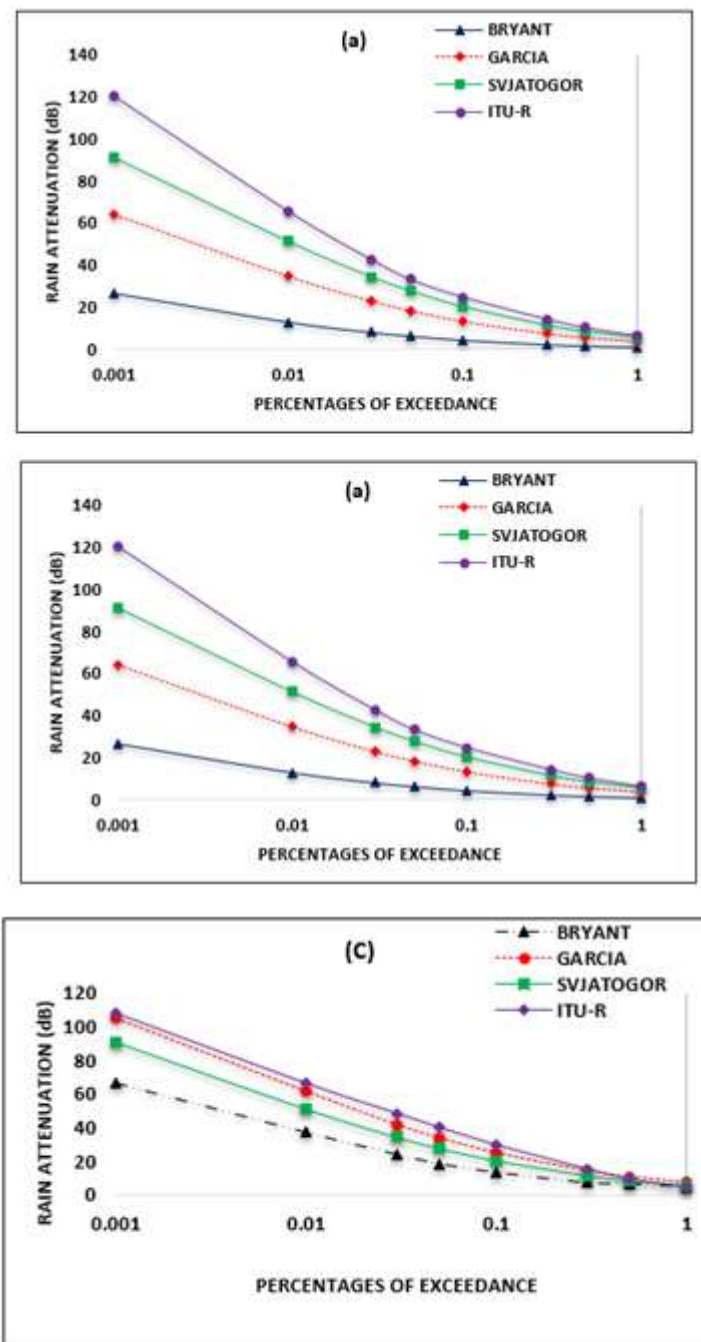 (a)
BRYANT
GARCIA
SVJATOGOR
ITU-R
140
120
100
80
60
40
20
0
RAIN ATTENUATION (dB)
0.001 0.01 0.1 1
PERCENTAGES OF EXCEEDANCE
(a)
BRYANT
GARCIA
SVJATOGOR
ITU-R
140
120
100
80
60
40
20
0
RAIN ATTENUATION (dB)
0.001 0.01 0.1 1
PERCENTAGES OF EXCEEDANCE
(C)
BRYANT
GARCIA
SVJATOGOR
ITU-R
120
100
80
60
40
20
0
RAIN ATTENUATION (dB)
0.001 0.01 0.1 1
PERCENTAGES OF EXCEEDANCE